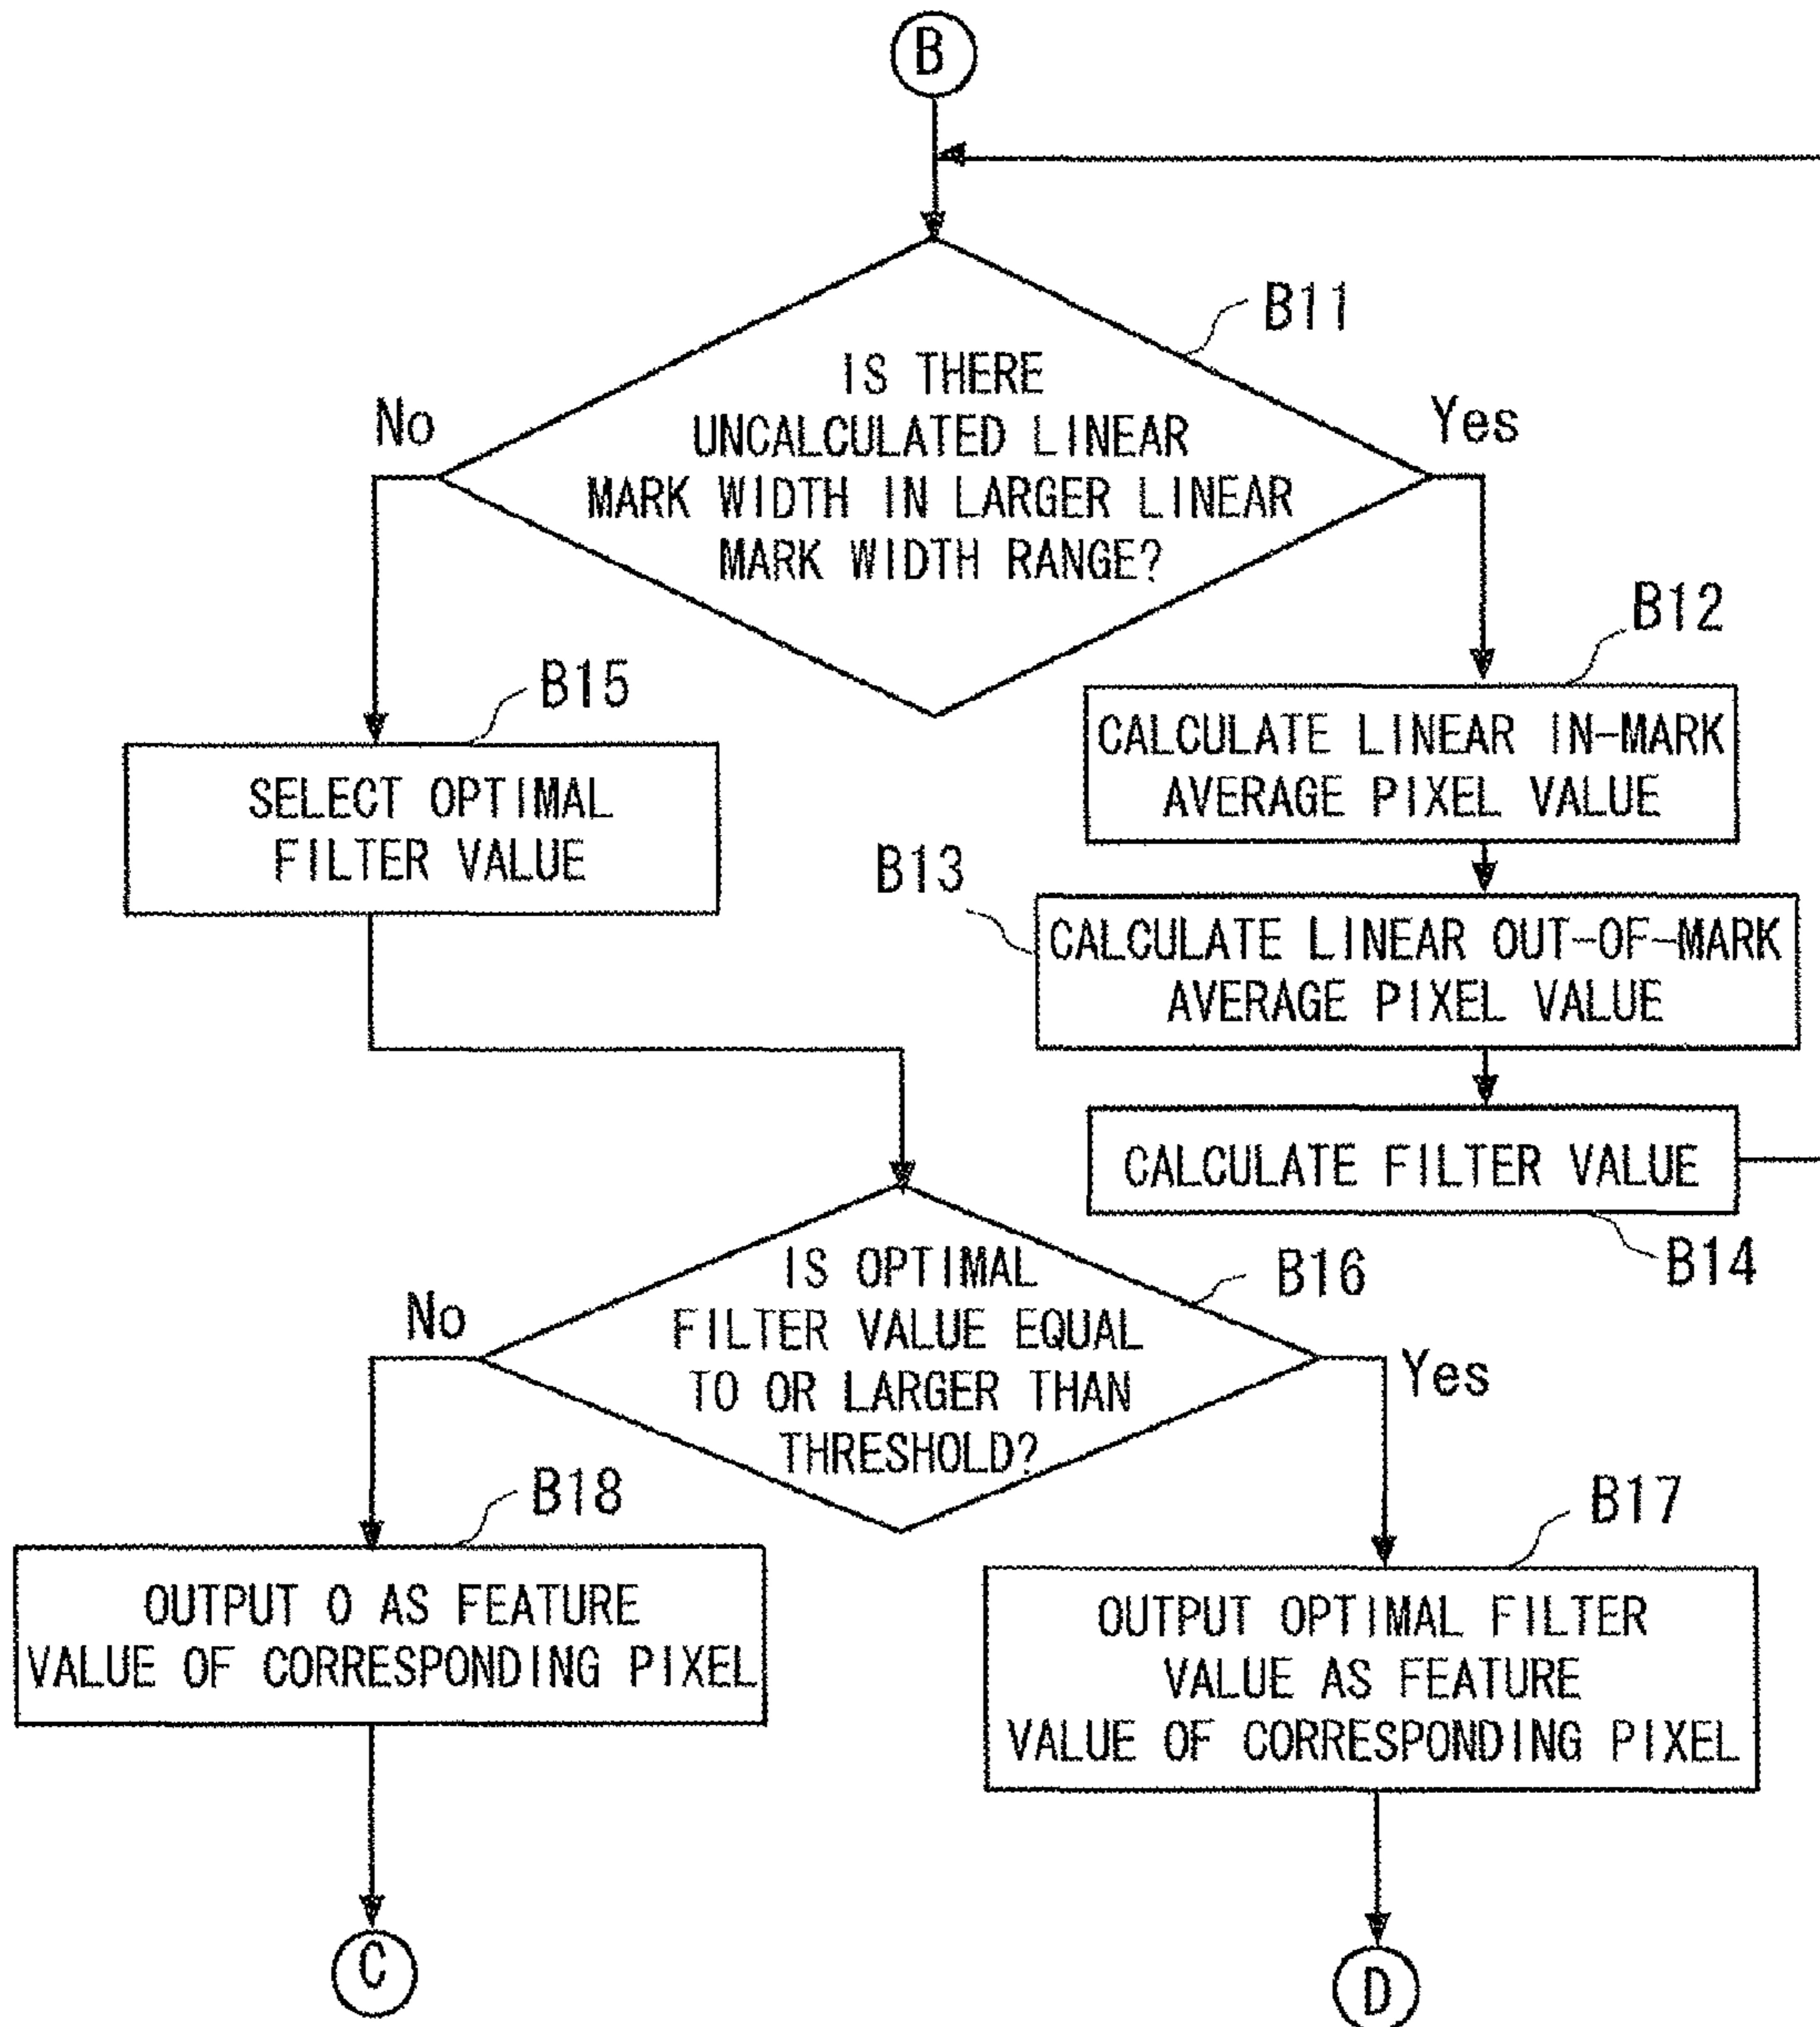 B
B11
IS THERE
UNCALCULATED LINEAR
MARK WIDTH IN LARGER LINEAR
MARK WIDTH RANGE?
No
Yes
B12
CALCULATE LINEAR IN-MARK
AVERAGE PIXEL VALUE
B15
SELECT OPTIMAL
FILTER VALUE
B13
CALCULATE LINEAR OUT-OF-MARK
AVERAGE PIXEL VALUE
CALCULATE FILTER VALUE
B14
IS OPTIMAL
FILTER VALUE EQUAL
TO OR LARGER THAN
THRESHOLD?
B16
No
Yes
B18
OUTPUT 0 AS FEATURE
VALUE OF CORRESPONDING PIXEL
B17
OUTPUT OPTIMAL FILTER
VALUE AS FEATURE
VALUE OF CORRESPONDING PIXEL
C
D